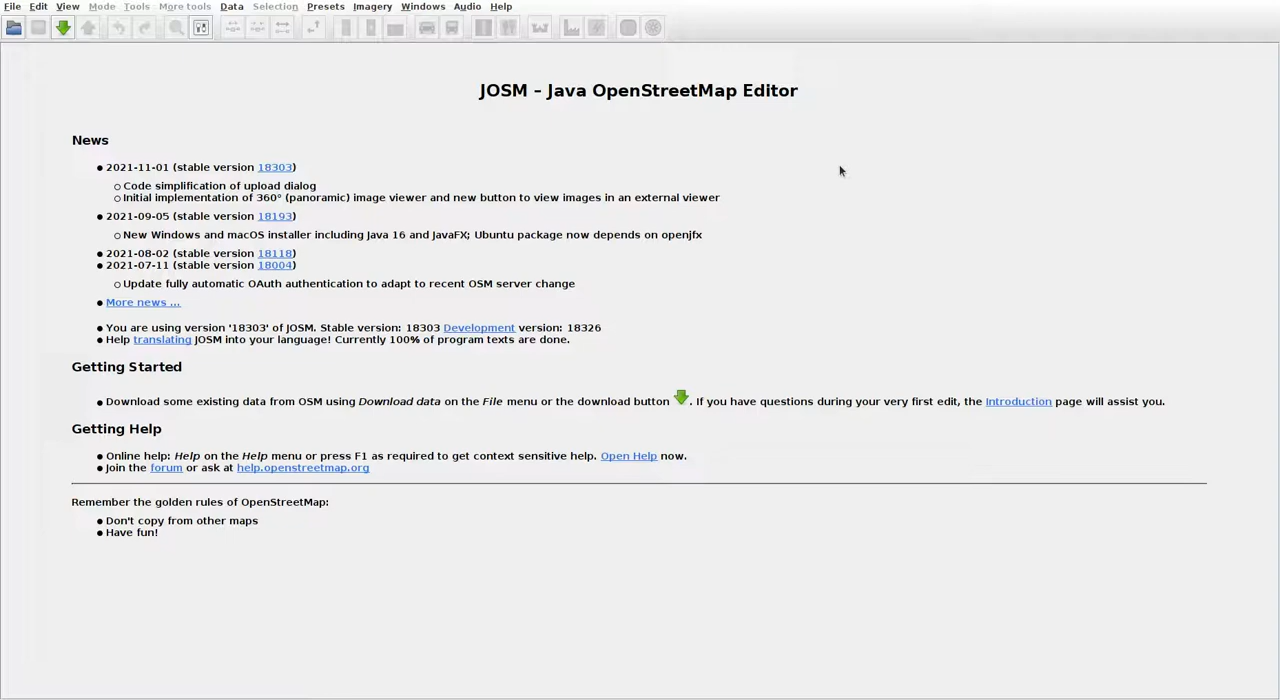 File Edit View Mode Tools More tools Data Selection Presets Imagery Windows Audio Help
JOSM – Java OpenStreetMap Editor
News
● 2021-11-01 (stable version 18303)
○ Code simplification of upload dialog
○ Initial implementation of 360° (panoramic) image viewer and new button to view images in an external viewer
● 2021-09-05 (stable version 18193)
○ New Windows and macOS installer including Java 16 and JavaFX; Ubuntu package now depends on openjfx
● 2021-08-02 (stable version 18118)
● 2021-07-11 (stable version 18004)
○ Update fully automatic OAuth authentication to adapt to recent OSM server change
● More news ...
● You are using version '18303' of JOSM. Stable version: 18303 Development version: 18326
● Help translating JOSM into your language! Currently 100% of program texts are done.
Getting Started
● Download some existing data from OSM using Download data on the File menu or the download button . If you have questions during your very first edit, the Introduction page will assist you.
Getting Help
● Online help: Help on the Help menu or press F1 as required to get context sensitive help. Open Help now.
● Join the forum or ask at help.openstreetmap.org
Remember the golden rules of OpenStreetMap:
● Don't copy from other maps
● Have fun!